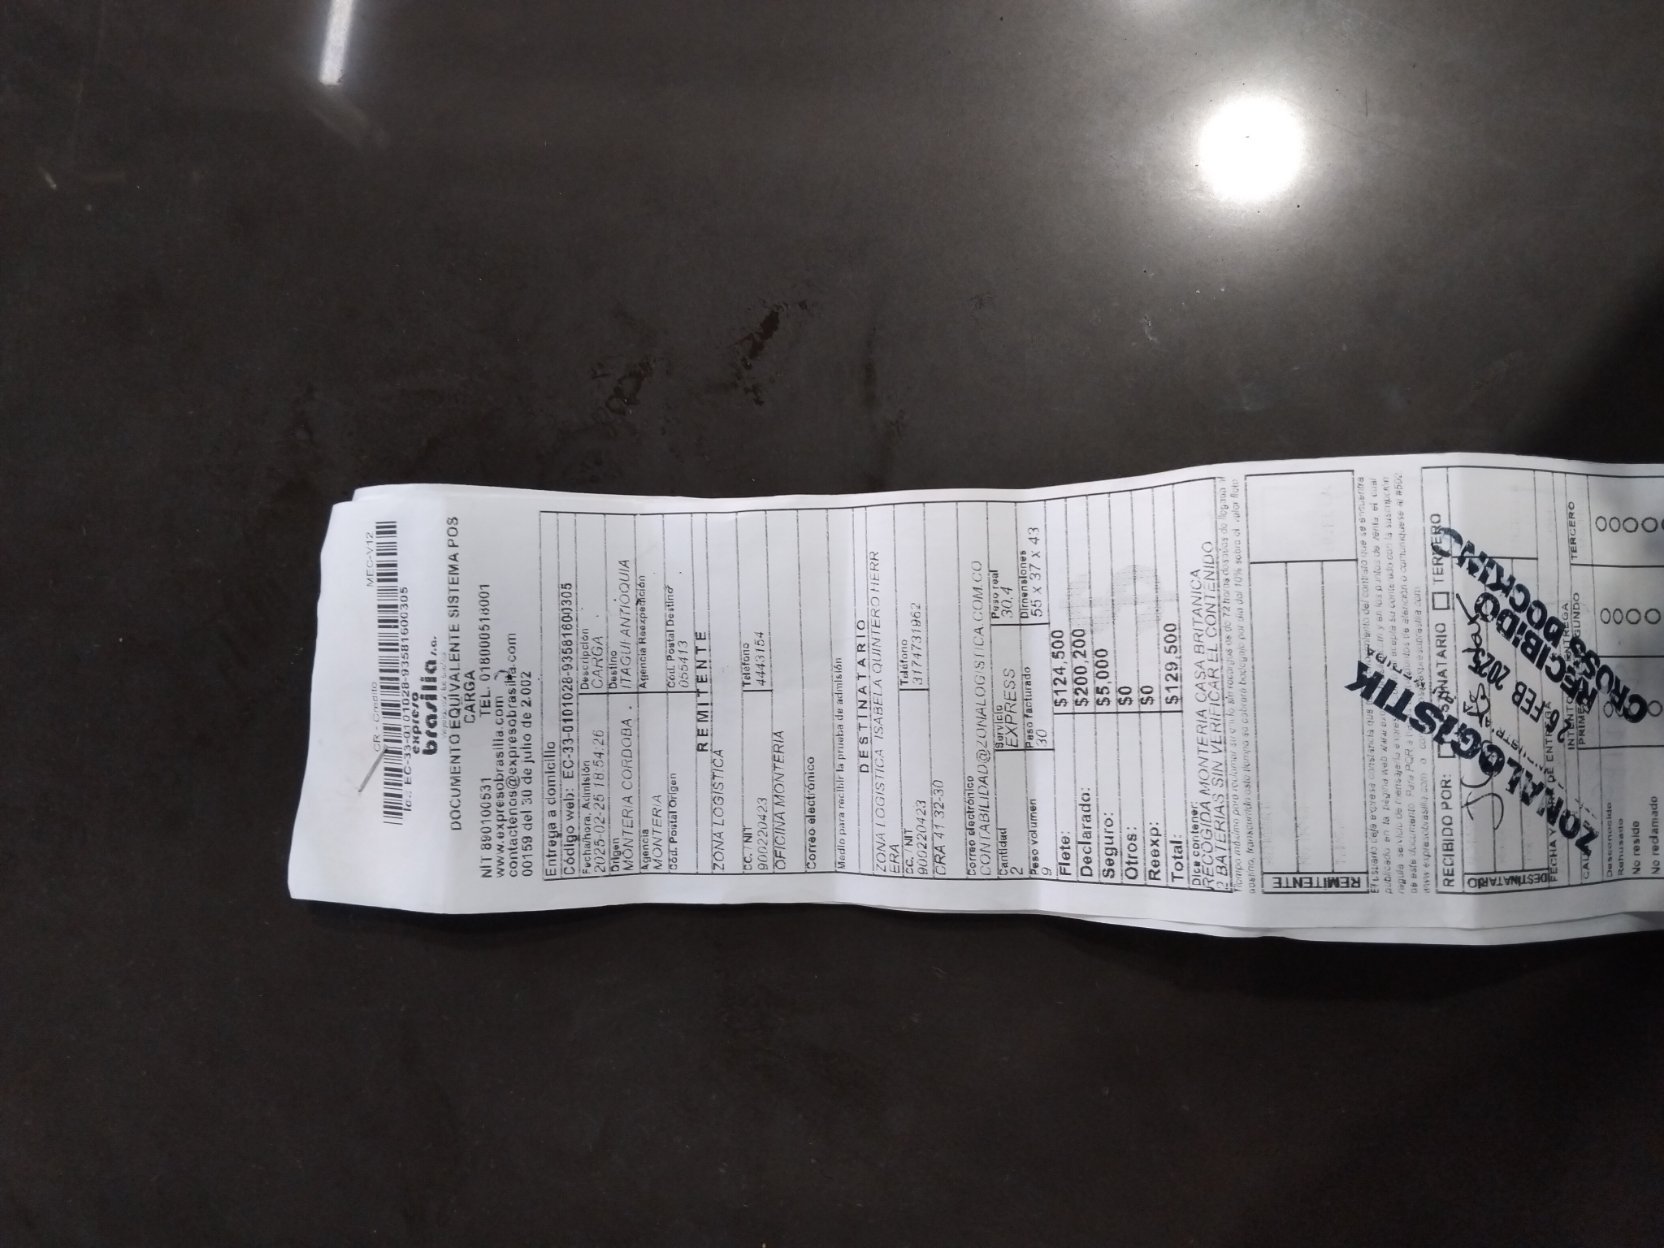 CR- Crédito MEC-V12
EC-33-0101028-93581600305
expreso
brasilia s.a.
DOCUMENTO EQUIVALENTE SISTEMA POS
CARGA
NIT 890100531 TEL. 018000518001
www.expresobrasilia.com
contactenos@expresobrasilia.com
00159 del 30 de julio de 2.002
Entrega a domicilio
Código web: EC-33-0101028-93581600305
Fecha/hora. Admisión Descripción
2025-02-25 18:54:26 CARGA
Origen Destino
MONTERIA CORDOBA . ITAGUI ANTIOQUIA
Agencia Agencia Reexpedición
MONTERIA
Cód. Postal Origen Cód. Postal Destino
055413
REMITENTE
ZONA LOGISTICA
CC. / NIT Teléfono
900220423 4443154
OFICINA MONTERIA
Correo electrónico
Medio para recibir la prueba de admisión
DESTINATARIO
ZONA LOGISTICA ISABELA QUINTERO HERR
ERA
Cc. / NIT Teléfono
900220423 3174731962
CRA 41 32-30
Correo electrónico
CONTABILIDAD@ZONALOGISTICA.COM.CO
Cantidad Servicio Peso real
2 EXPRESS 30,4
Peso volumen Peso facturado Dimensiones
9 30 55 X 37 X 43
Flete: $124,500
Declarado: $200,200
Seguro: $5,000
Otros: $0
Reexp: $0
Total: $129,500
Dice contener:
RECOGIDA MONTERIA CASA BRITANICA
2 BATERIAS SIN VERIFICAR EL CONTENIDO
REMITENTE
RECIBIDO POR: TERCERO
DESTINATARIO
ZONALOGISTIK
26 FEB 2025
RECIBIDO
CROSSDOCKING
TERCERO
Desconocido
Rehusado
No reside
No reclamado